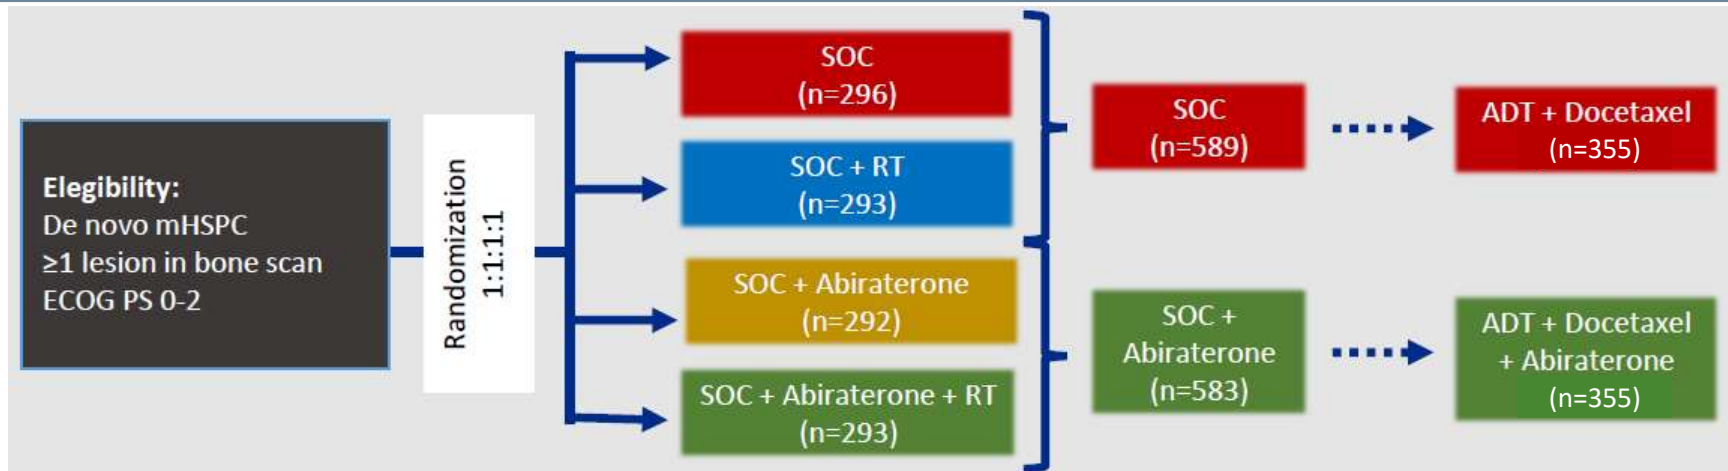 Elegibility:
De novo mHSPC
≥1 lesion in bone scan
ECOG PS 0-2
Randomization
1:1:1:1
SOC
(n=296)
SOC + RT
(n=293)
SOC + Abiraterone
(n=292)
SOC + Abiraterone + RT
(n=293)
SOC
(n=589)
SOC +
Abiraterone
(n=583)
ADT + Docetaxel
(n=355)
ADT + Docetaxel
+ Abiraterone
(n=355)